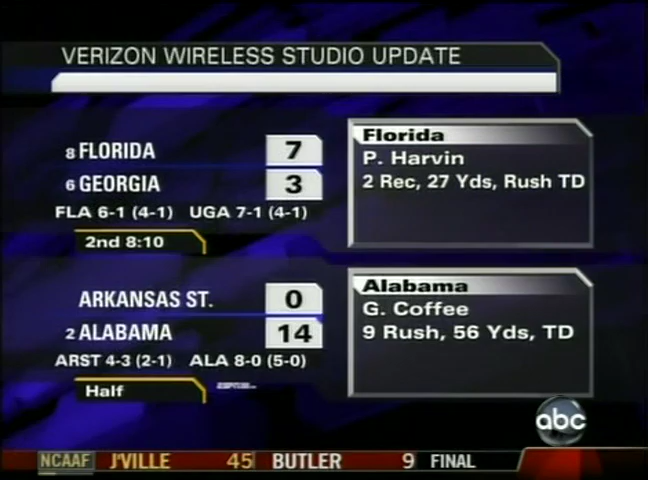 VERIZON WIRELESS STUDIO UPDATE
8 FLORIDA 7
6 GEORGIA 3
FLA 6-1 (4-1) UGA 7-1 (4-1)
2nd 8:10
Florida
P. Harvin
2 Rec, 27 Yds, Rush TD
ARKANSAS ST. 0
2 ALABAMA 14
ARST 4-3 (2-1) ALA 8-0 (5-0)
Half
Alabama
G. Coffee
9 Rush, 56 Yds, TD
abc
NCAAF J'VILLE 45 BUTLER 9 FINAL